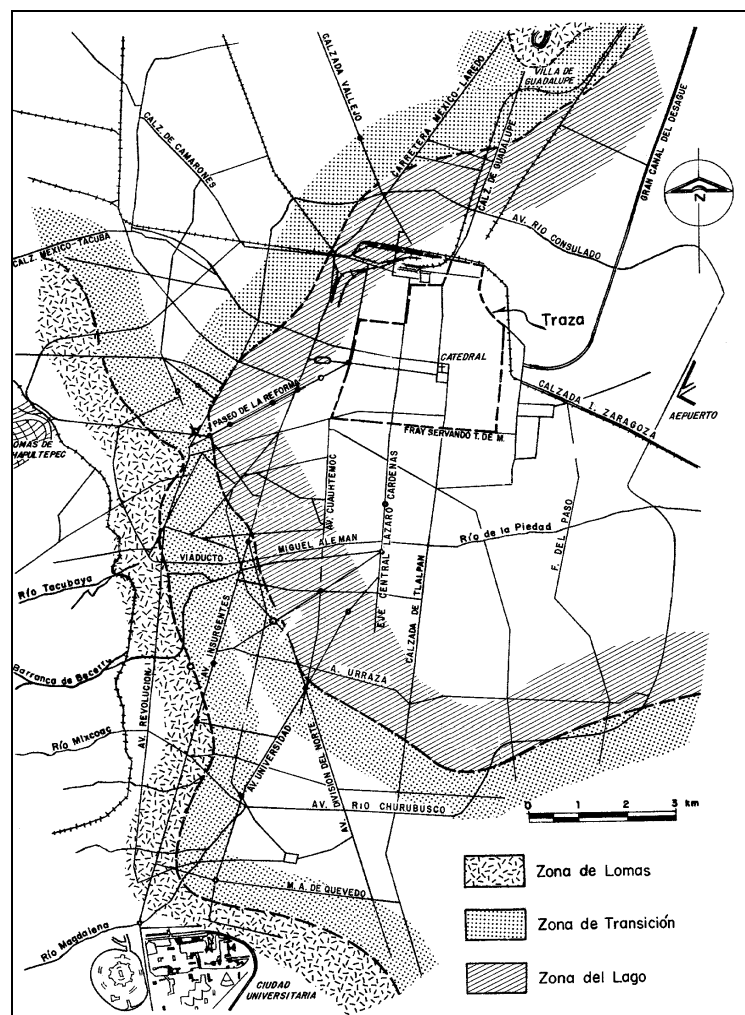 VILLA DE
GUADALUPE
CALZADA VALLEJO
CARRETERA MEXICO-LAREDO
CALZ. DE CAMARONES
CALZ. DE GUADALUPE
GRAN CANAL DEL DESAGUE
N
AV. RIO CONSULADO
CALZ. MEXICO-TACUBA
Traza
CATEDRAL
PASEO DE LA REFORMA
CALZADA I. ZARAGOZA
AEPUERTO
OMAS DE
HAPULTEPEC
FRAY SERVANDO T. DE M.
AV. CUAUHTEMOC
EJE CENTRAL LAZARO CARDENAS
CALZADA DE TLALPAN
F. DEL PASO
Río de la Piedad
VIADUCTO MIGUEL ALEMAN
Río Tacubaya
AV. INSURGENTES
A. URRAZA
Barranca de Becerra
AV. REVOLUCION
Río Mixcoac
AV. UNIVERSIDAD
AV. DIVISION DEL NORTE
AV. RIO CHURUBUSCO
0 1 2 3 km
M. A. DE QUEVEDO
Zona de Lomas
Zona de Transición
Zona del Lago
Río Magdalena
CIUDAD
UNIVERSITARIA